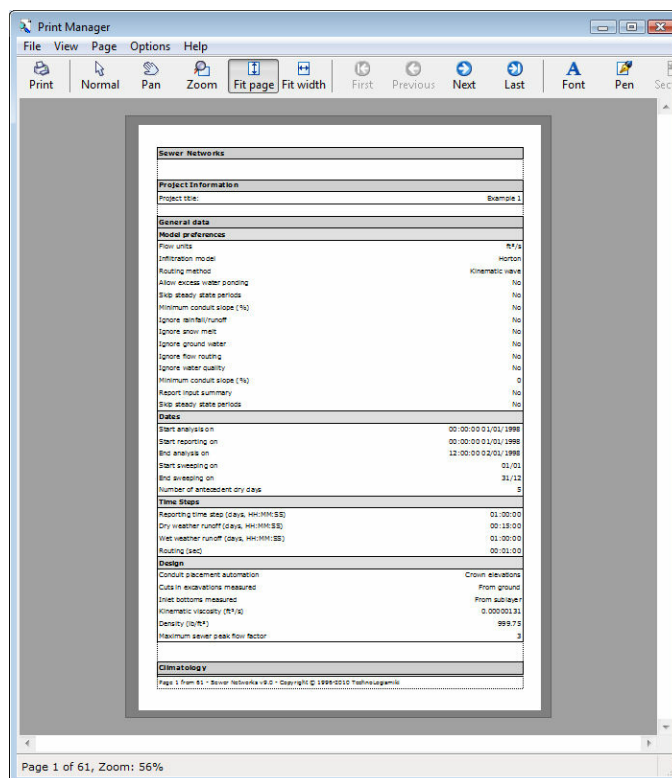 Print Manager
File View Page Options Help
Print Normal Pan Zoom Fit page Fit width First Previous Next Last Font Pen
Sewer Networks
Project Information
Project title: Example 1
General data
Model preferences
Flow units ft³/s
Infiltration model Horton
Routing method Kinematic wave
Allow excess water ponding No
Skip steady state periods No
Minimum conduit slope (%) No
Ignore rainfall/runoff No
Ignore snow melt No
Ignore ground water No
Ignore flow routing No
Ignore water quality No
Minimum conduit slope (%) 0
Report input summary No
Skip steady state periods No
Dates
Start analysis on 00:00:00 01/01/1998
Start reporting on 00:00:00 01/01/1998
End analysis on 12:00:00 02/01/1998
Start sweeping on 01/01
End sweeping on 31/12
Number of antecedent dry days 5
Time Steps
Reporting time step (days, HH:MM:SS) 01:00:00
Dry weather runoff (days, HH:MM:SS) 00:15:00
Wet weather runoff (days, HH:MM:SS) 01:00:00
Routing (sec) 00:01:00
Design
Conduit placement automation Crown elevations
Cuts in excavations measured From ground
Inlet bottoms measured From sublayer
Kinematic viscosity (ft²/s) 0.00000131
Density (lb/ft³) 999.75
Maximum sewer peak flow factor 3
Climatology
Page 1 from 61 - Sewer Networks v9.0 - Copyright © 1996-2010 TechnoLogismiki
Page 1 of 61, Zoom: 56%